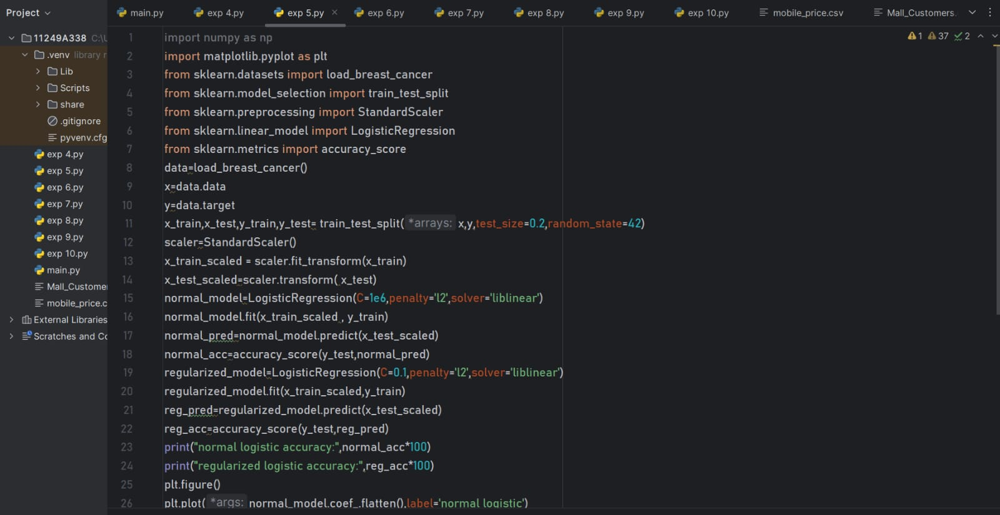 Project
main.py
exp 4.py
exp 5.py
exp 6.py
exp 7.py
exp 8.py
exp 9.py
exp 10.py
mobile_price.csv
Mall_Customers.
1 37 2
11249A338 C:\U
.venv library r
Lib
Scripts
share
.gitignore
pyvenv.cfg
exp 4.py
exp 5.py
exp 6.py
exp 7.py
exp 8.py
exp 9.py
exp 10.py
main.py
Mall_Customer
mobile_price.c
External Libraries
Scratches and Co
1 import numpy as np
2 import matplotlib.pyplot as plt
3 from sklearn.datasets import load_breast_cancer
4 from sklearn.model_selection import train_test_split
5 from sklearn.preprocessing import StandardScaler
6 from sklearn.linear_model import LogisticRegression
7 from sklearn.metrics import accuracy_score
8 data=load_breast_cancer()
9 x=data.data
10 y=data.target
11 x_train,x_test,y_train,y_test= train_test_split( *arrays: x,y,test_size=0.2,random_state=42)
12 scaler=StandardScaler()
13 x_train_scaled = scaler.fit_transform(x_train)
14 x_test_scaled=scaler.transform( x_test)
15 normal_model=LogisticRegression(C=1e6,penalty='l2',solver='liblinear')
16 normal_model.fit(x_train_scaled , y_train)
17 normal_pred=normal_model.predict(x_test_scaled)
18 normal_acc=accuracy_score(y_test,normal_pred)
19 regularized_model=LogisticRegression(C=0.1,penalty='l2',solver='liblinear')
20 regularized_model.fit(x_train_scaled,y_train)
21 reg_pred=regularized_model.predict(x_test_scaled)
22 reg_acc=accuracy_score(y_test,reg_pred)
23 print("normal logistic accuracy:",normal_acc*100)
24 print("regularized logistic accuracy:",reg_acc*100)
25 plt.figure()
26 plt.plot( *args: normal_model.coef_.flatten(),label='normal logistic')